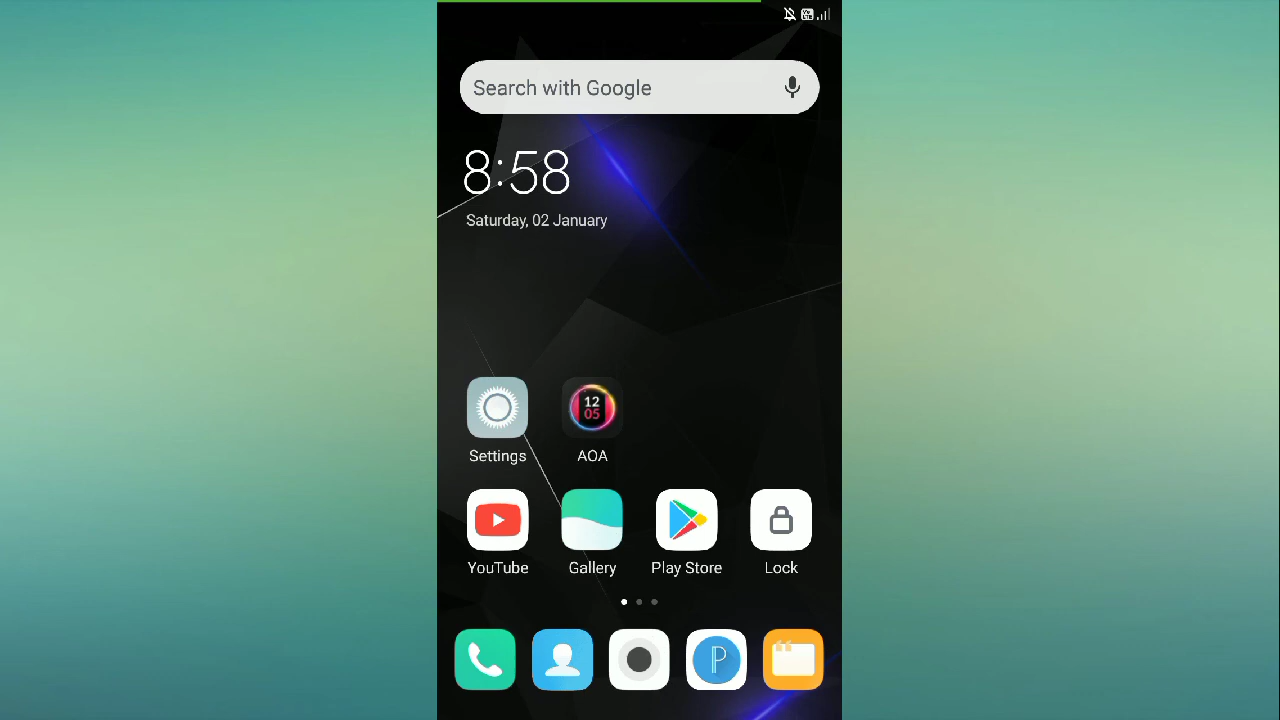 Search with Google
8:58
Saturday, 02 January
12
05
Settings
AOA
YouTube
Gallery
Play Store
Lock
P